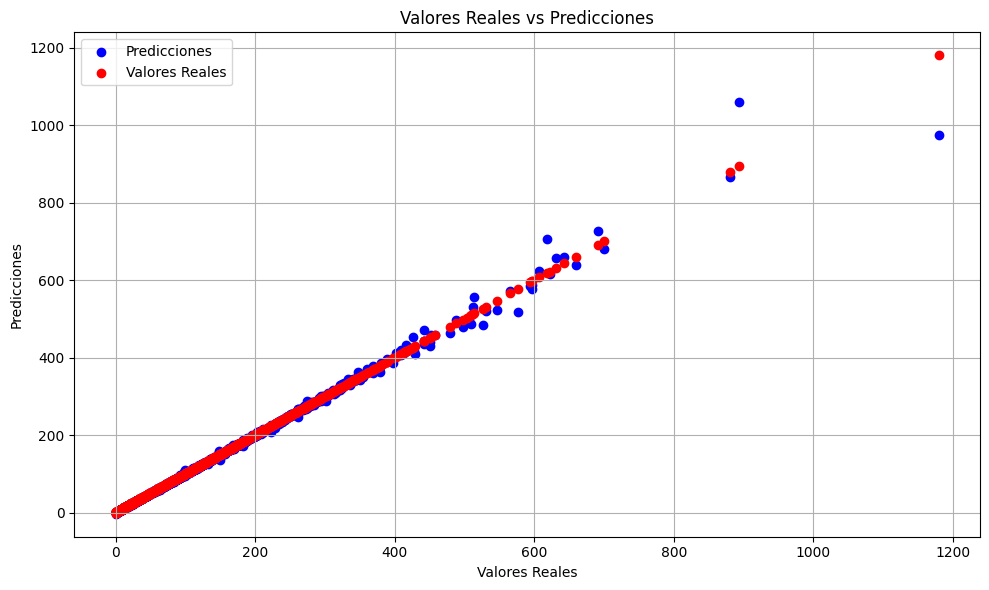 Valores Reales vs Predicciones
Predicciones
Valores Reales
1200
1000
800
600
400
200
0
Predicciones
0 200 400 600 800 1000 1200
Valores Reales